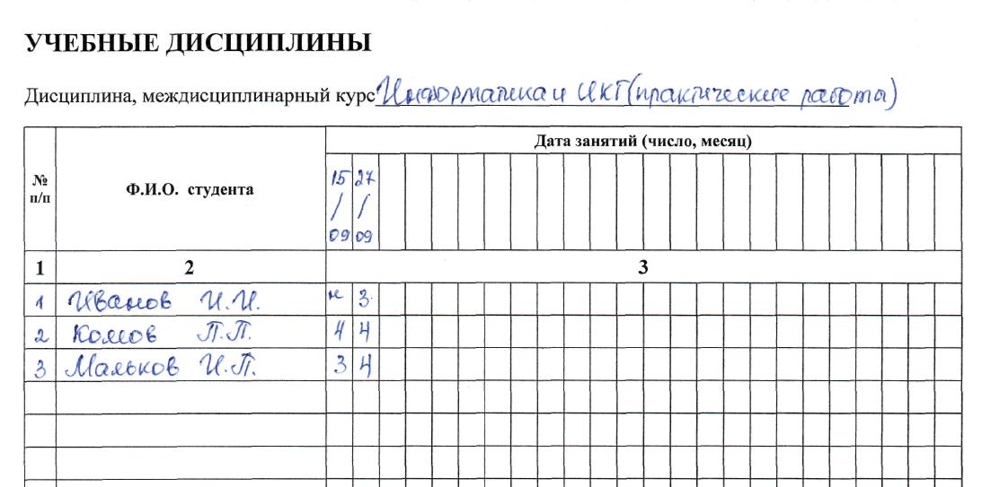 УЧЕБНЫЕ ДИСЦИПЛИНЫ
Дисциплина, междисциплинарный курс Информатика и ИКТ (практические работы)
№ п/п Ф.И.О. студента Дата занятий (число, месяц)
15/09 27/09
1 2 3
1 Иванов И.И. н 3
2 Комов П.П. 4 4
3 Мальков И.П. 3 4